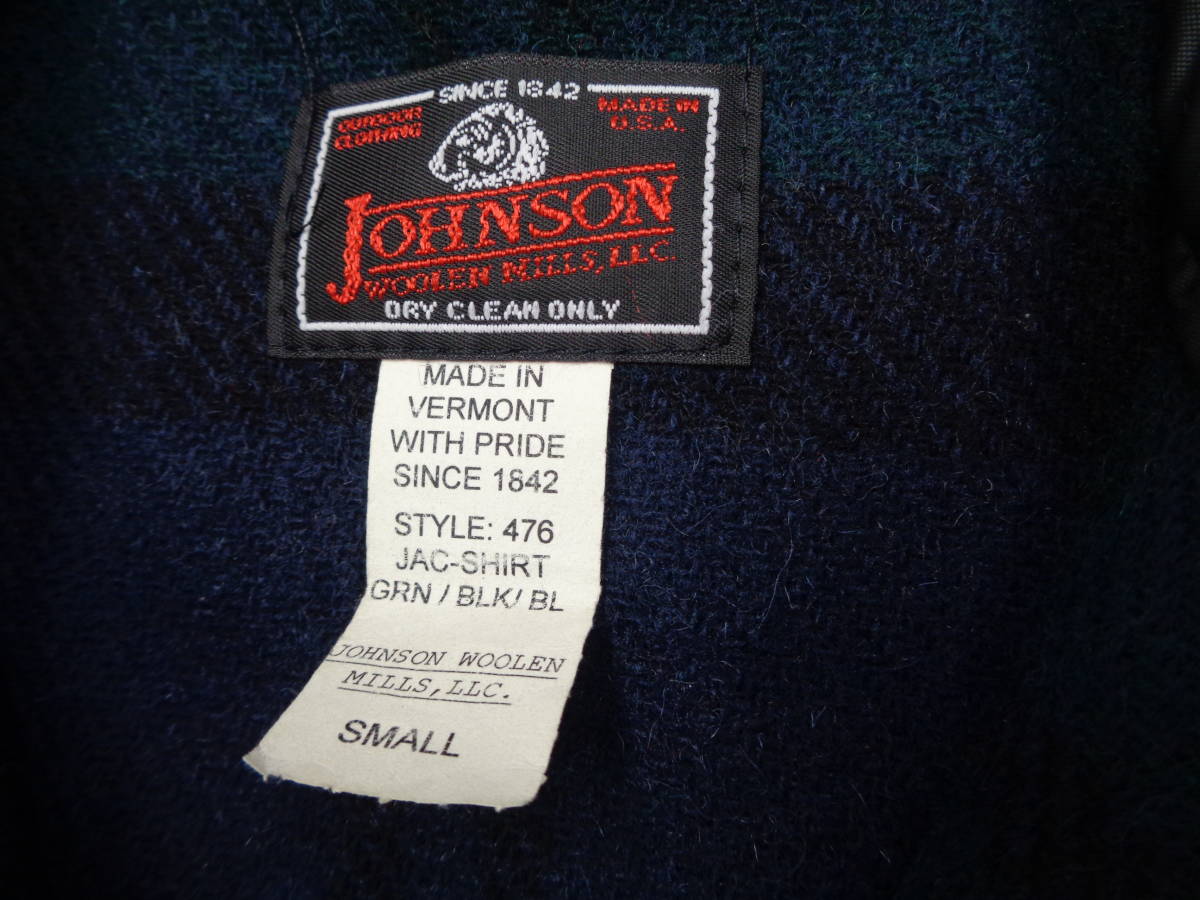 SINCE 1842
OUTDOOR
CLOTHING
MADE IN
U.S.A.
JOHNSON
WOOLEN MILLS, LLC.
DRY CLEAN ONLY
MADE IN
VERMONT
WITH PRIDE
SINCE 1842
STYLE: 476
JAC-SHIRT
GRN / BLK/ BL
JOHNSON WOOLEN
MILLS, LLC.
SMALL